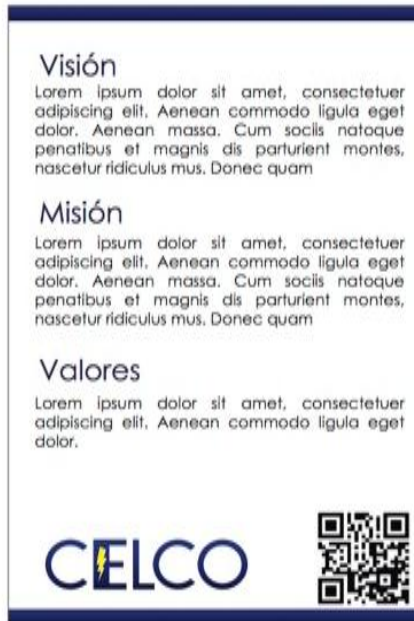 Visión
Lorem ipsum dolor sit amet, consectetuer
adipiscing elit. Aenean commodo ligula eget
dolor. Aenean massa. Cum sociis natoque
penatibus et magnis dis parturient montes,
nascetur ridiculus mus. Donec quam
Misión
Lorem ipsum dolor sit amet, consectetuer
adipiscing elit. Aenean commodo ligula eget
dolor. Aenean massa. Cum sociis natoque
penatibus et magnis dis parturient montes,
nascetur ridiculus mus. Donec quam
Valores
Lorem ipsum dolor sit amet, consectetuer
adipiscing elit. Aenean commodo ligula eget
dolor.
CELCO